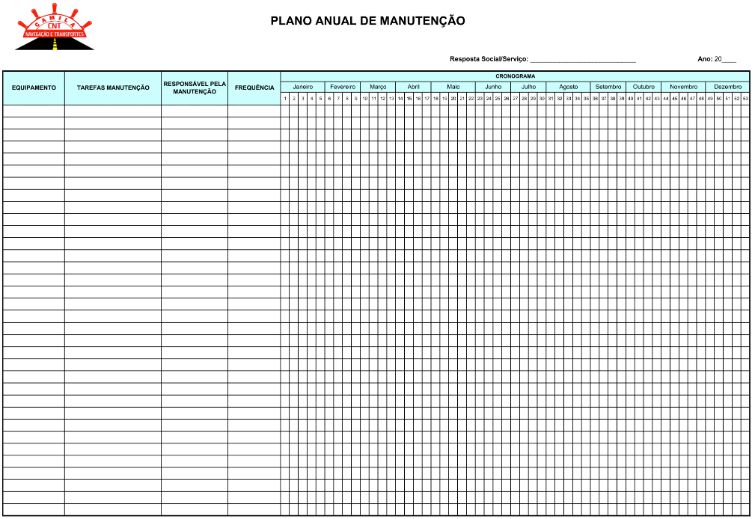 CAMILA
CNT
NAVEGAÇÃO E TRANSPORTES
PLANO ANUAL DE MANUTENÇÃO
Resposta Social/Serviço: ______________________________ Ano: 20____
EQUIPAMENTO TAREFAS MANUTENÇÃO RESPONSÁVEL PELA MANUTENÇÃO FREQUÊNCIA CRONOGRAMA
Janeiro Fevereiro Março Abril Maio Junho Julho Agosto Setembro Outubro Novembro Dezembro
1 2 3 4 5 6 7 8 9 10 11 12 13 14 15 16 17 18 19 20 21 22 23 24 25 26 27 28 29 30 31 32 33 34 35 36 37 38 39 40 41 42 43 44 45 46 47 48 49 50 51 52 53